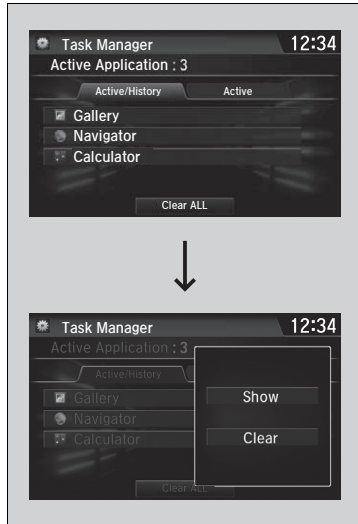 Task Manager 12:34
Active Application : 3
Active/History Active
Gallery
Navigator
Calculator
Clear ALL
Task Manager 12:34
Active Application : 3
Active/History
Gallery
Show
Navigator
Clear
Calculator
Clear ALL